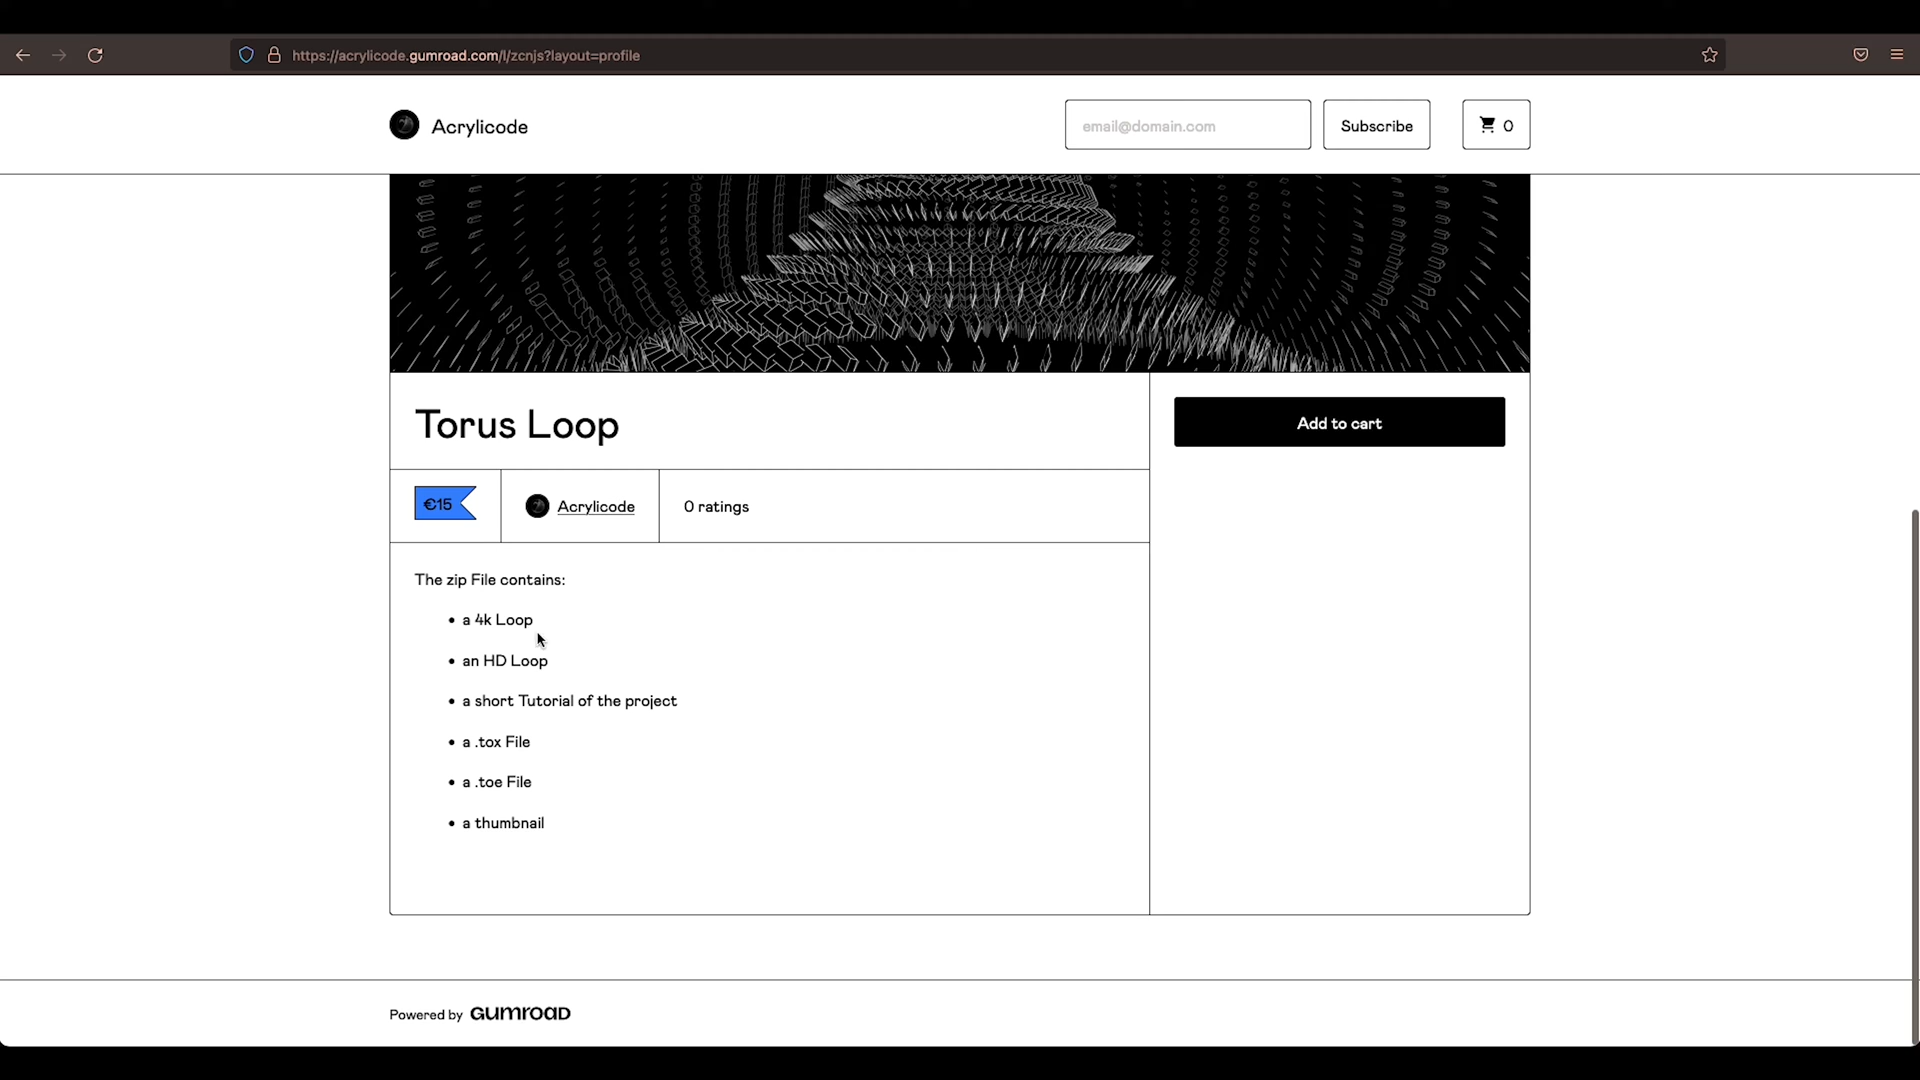 https://acrylicode.gumroad.com/l/zcnjs?layout=profile
Acrylicode
email@domain.com
Subscribe
0
Torus Loop
Add to cart
€15
Acrylicode
0 ratings
The zip File contains:
• a 4k Loop
• an HD Loop
• a short Tutorial of the project
• a .tox File
• a .toe File
• a thumbnail
Powered by GUMROAD